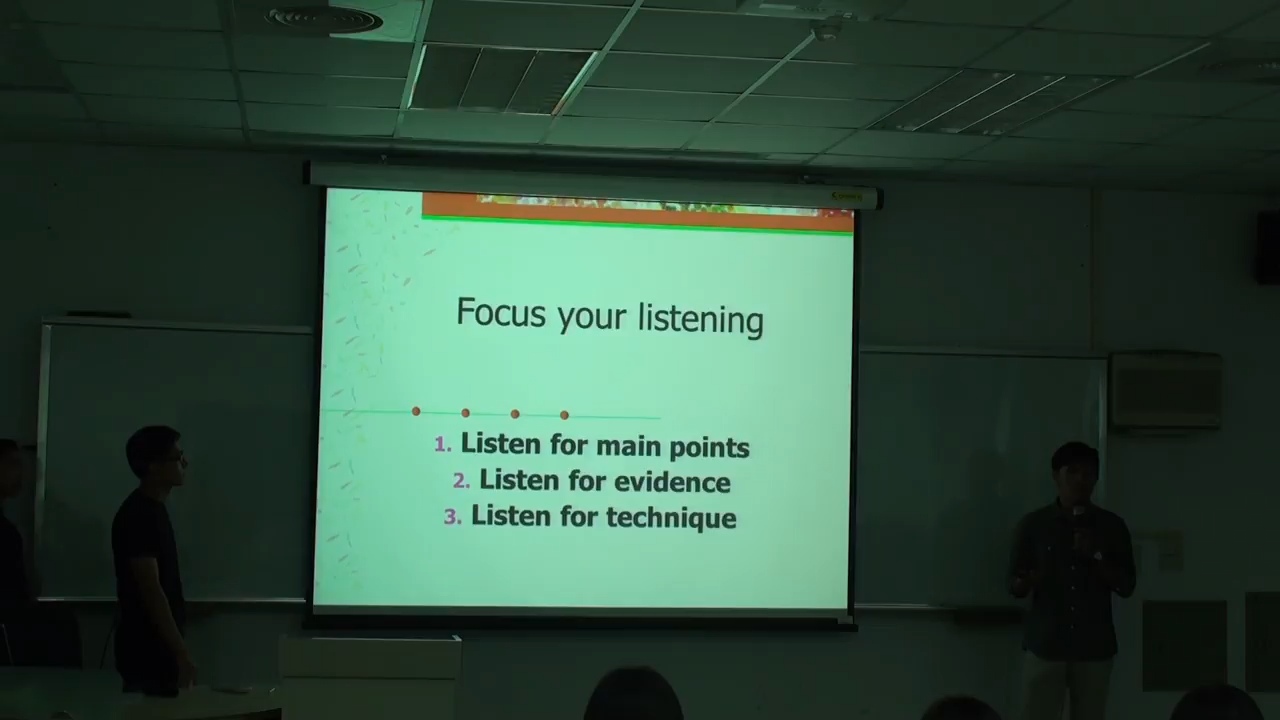 Focus your listening
1. Listen for main points
2. Listen for evidence
3. Listen for technique